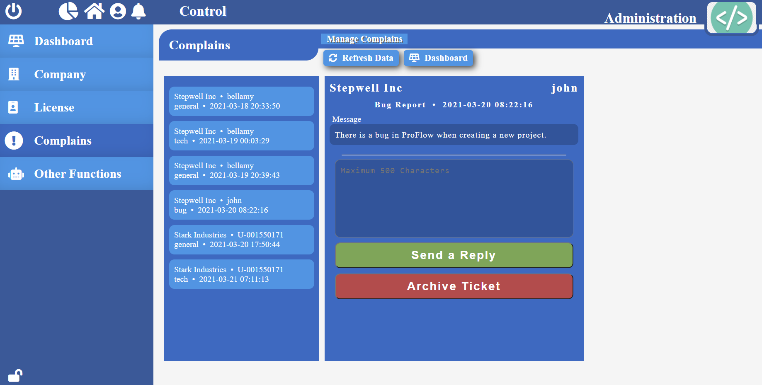 Control
Administration
Dashboard
Company
License
Complains
Other Functions
Complains
Manage Complains
Refresh Data
Dashboard
Stepwell Inc • bellamy
general • 2021-03-18 20:33:50
Stepwell Inc • bellamy
tech • 2021-03-19 00:03:29
Stepwell Inc • bellamy
general • 2021-03-19 20:39:43
Stepwell Inc • john
bug • 2021-03-20 08:22:16
Stark Industries • U-001550171
general • 2021-03-20 17:50:44
Stark Industries • U-001550171
tech • 2021-03-21 07:11:13
Stepwell Inc john
Bug Report • 2021-03-20 08:22:16
Message
There is a bug in ProFlow when creating a new project.
Maximum 500 Characters
Send a Reply
Archive Ticket